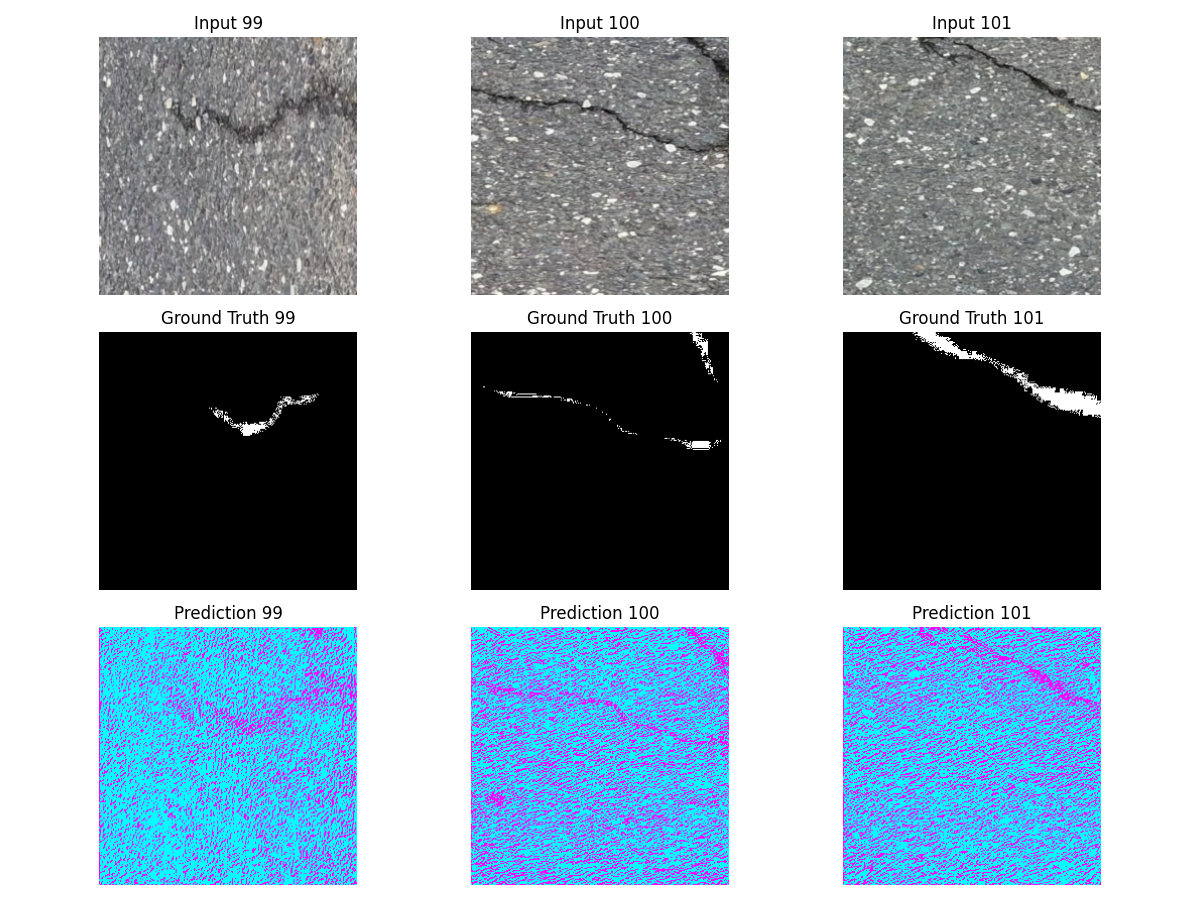 Input 99
Input 100
Input 101
Ground Truth 99
Ground Truth 100
Ground Truth 101
Prediction 99
Prediction 100
Prediction 101